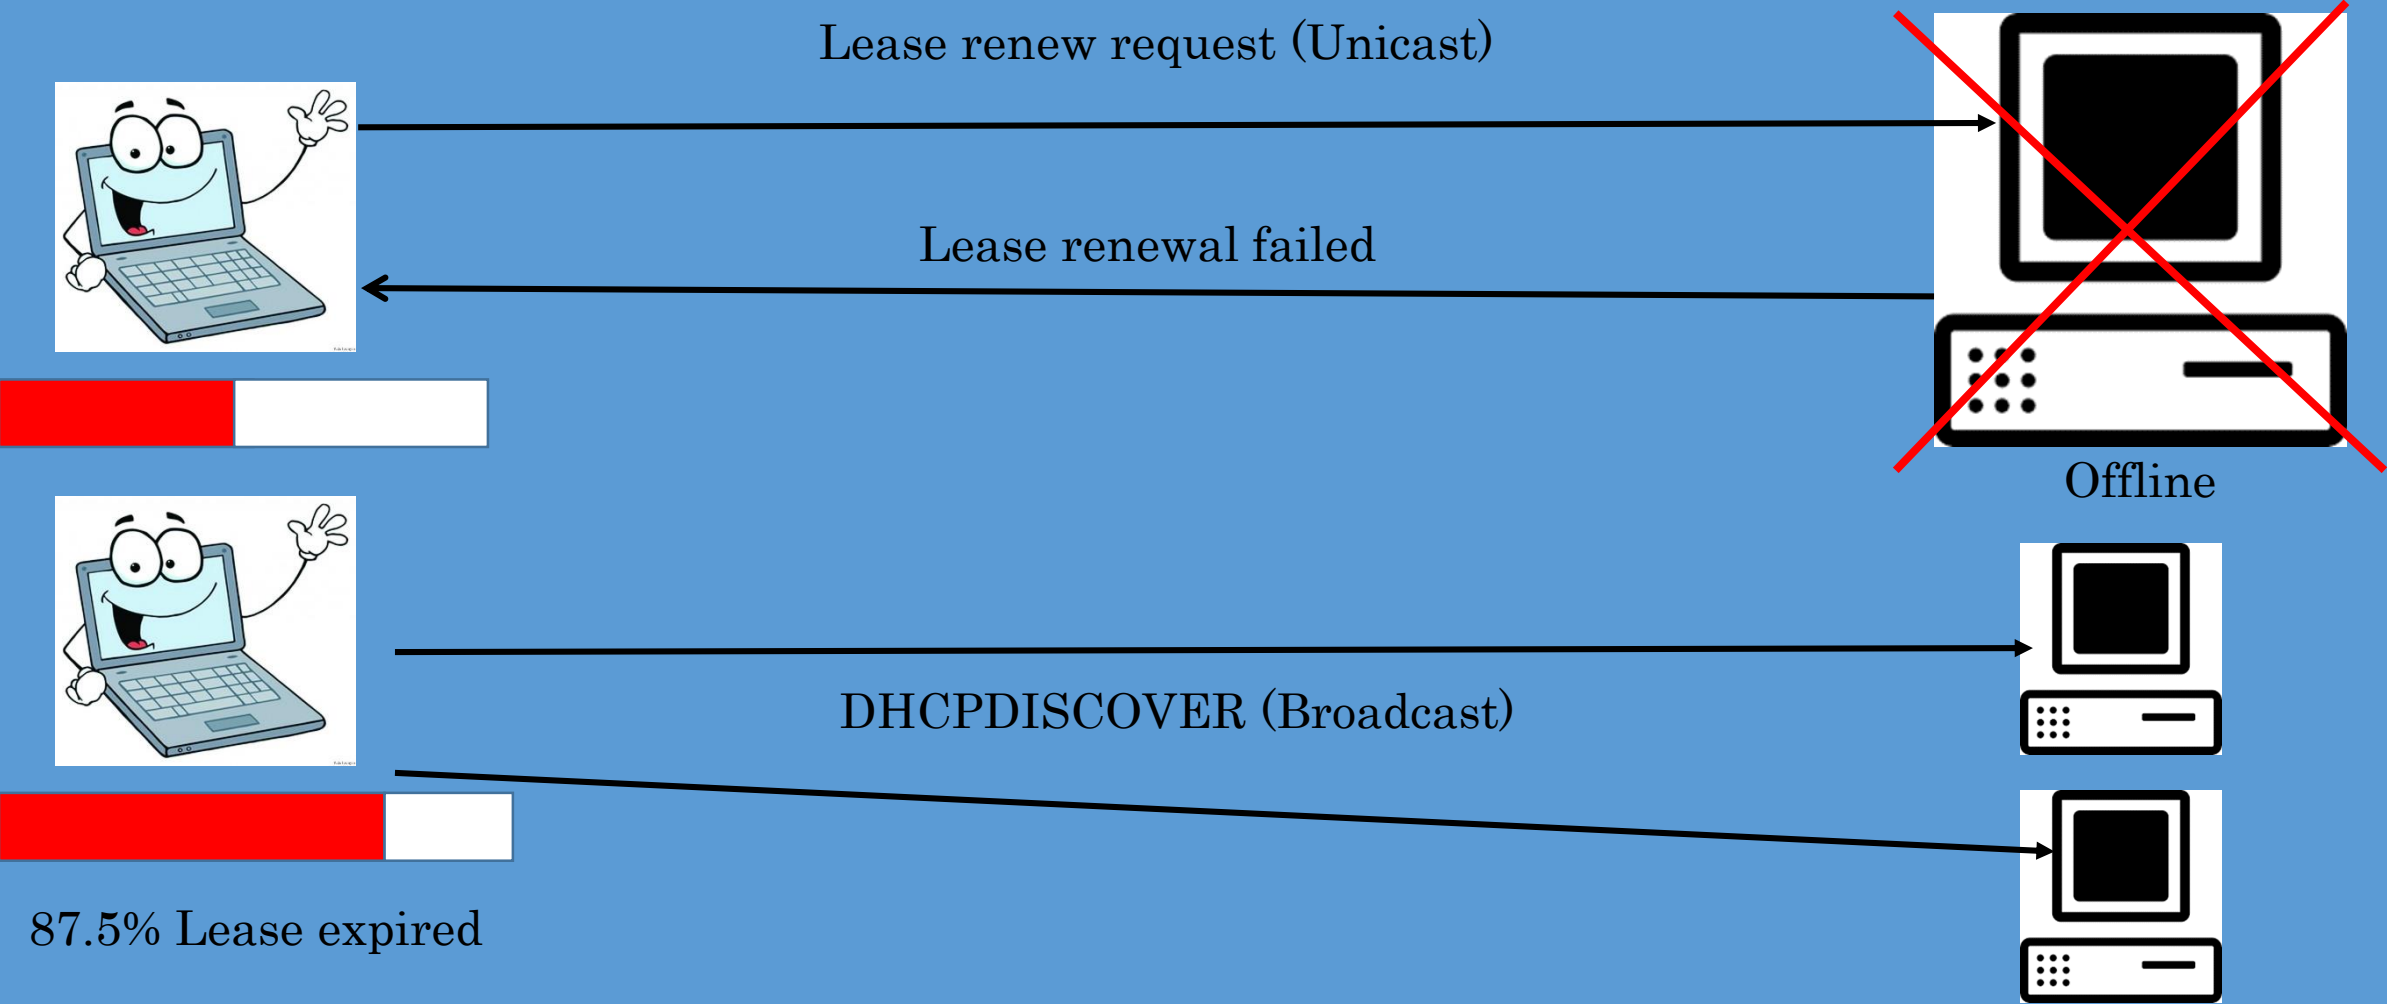 Lease renew request (Unicast)
Lease renewal failed
Offline
DHCPDISCOVER (Broadcast)
87.5% Lease expired